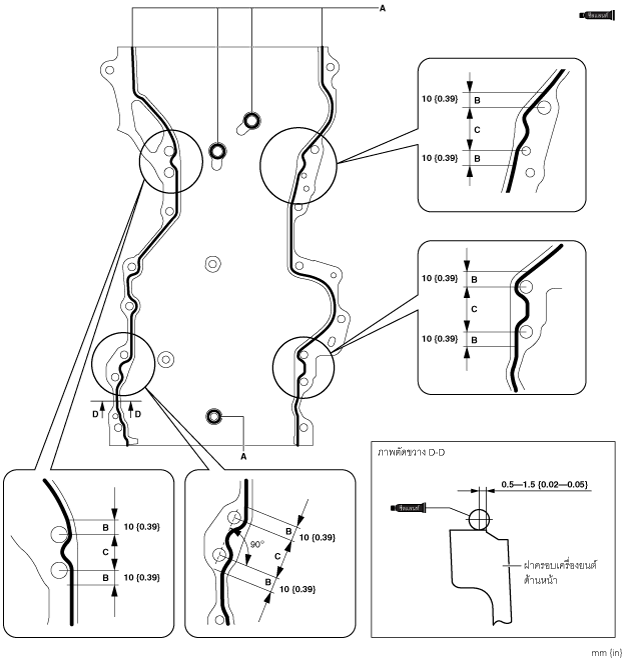 A
ซีลแลนท์
10 {0.39}
B
C
10 {0.39}
B
10 {0.39}
B
C
10 {0.39}
B
D
D
A
B
10 {0.39}
C
B
10 {0.39}
90°
B
10 {0.39}
C
B
10 {0.39}
ภาพตัดขวาง D-D
0.5—1.5 {0.02—0.05}
ซีลแลนท์
ฝาครอบเครื่องยนต์
ด้านหน้า
mm {in}